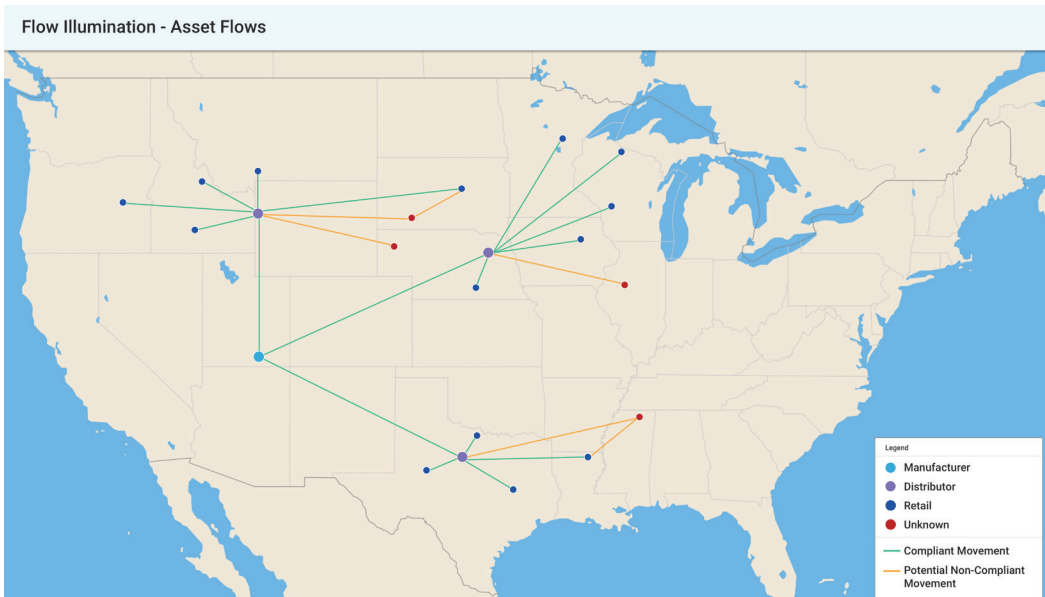 Flow Illumination - Asset Flows
Legend
Manufacturer
Distributor
Retail
Unknown
Compliant Movement
Potential Non-Compliant
Movement